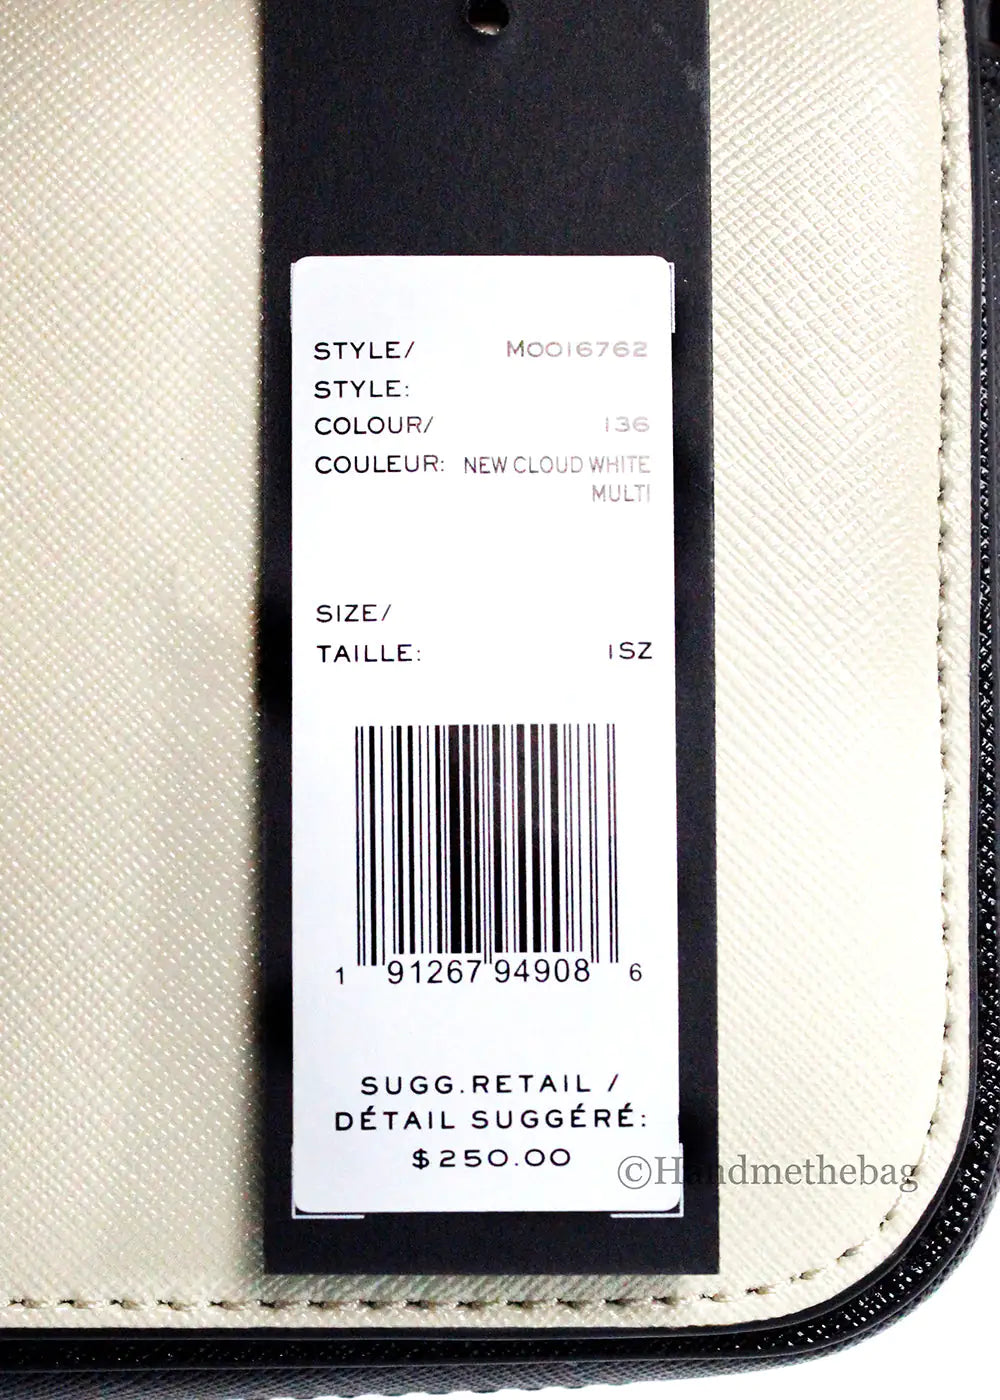 STYLE/ M0016762
STYLE:
COLOUR/ 136
COULEUR: NEW CLOUD WHITE
MULTI
SIZE/
TAILLE: 1SZ
1 91267 94908 6
SUGG.RETAIL /
DÉTAIL SUGGÉRÉ:
$250.00
©Handmethebag